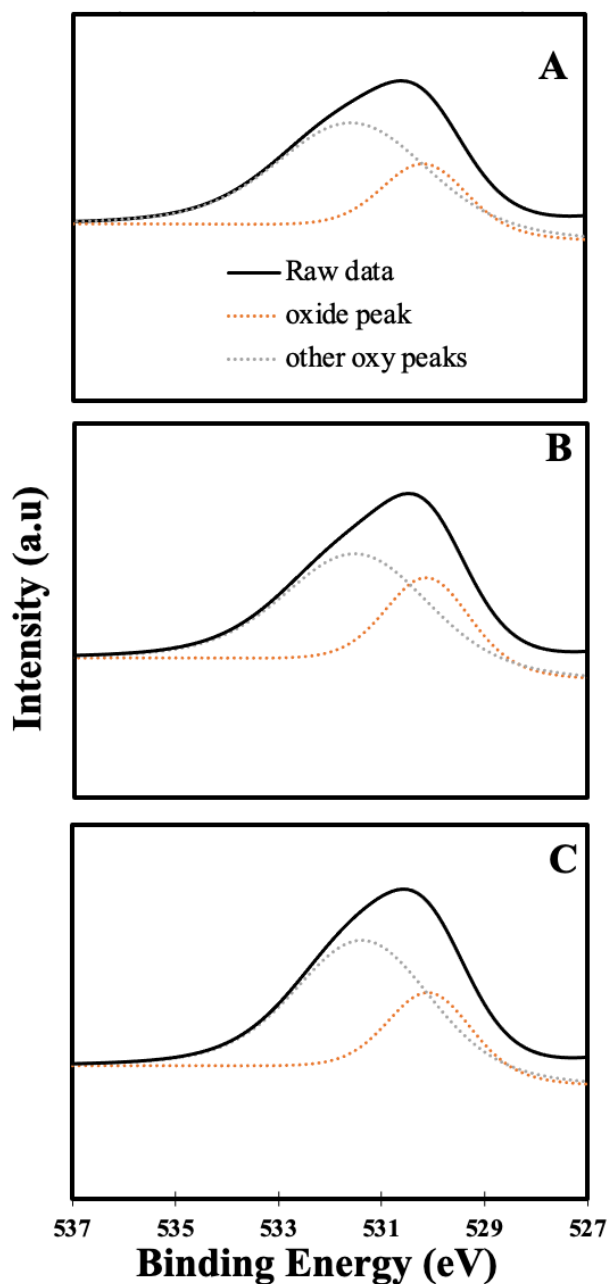 A
Raw data
oxide peak
other oxy peaks
B
Intensity (a.u)
C
537 535 533 531 529 527
Binding Energy (eV)